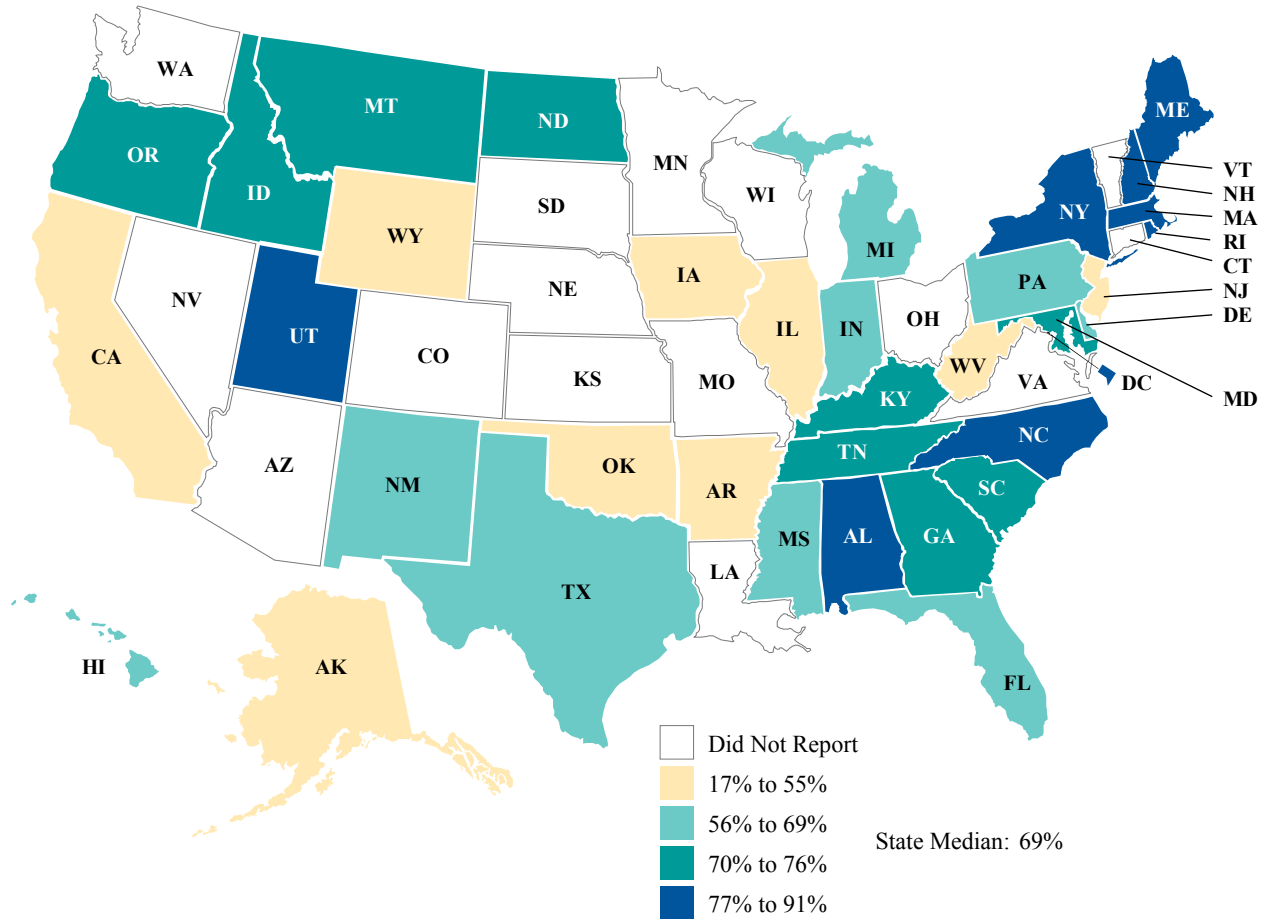 WA
MT
ND
MN
ME
OR
ID
SD
WI
VT
NH
NY
MA
WY
MI
RI
CT
IA
NE
PA
NJ
NV
IL
IN
OH
DE
UT
CA
CO
WV
KS
MO
VA
DC
KY
MD
NC
TN
AZ
NM
OK
AR
SC
MS
AL
GA
LA
TX
HI
AK
FL
Did Not Report
17% to 55%
56% to 69%
State Median: 69%
70% to 76%
77% to 91%